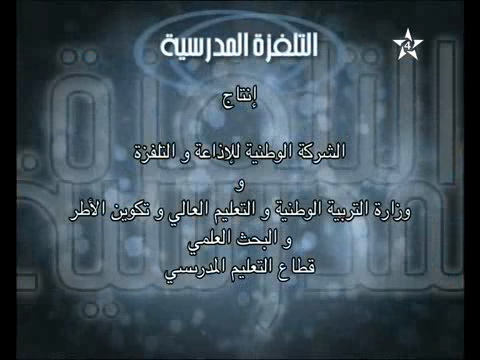 التلفزة المدرسية
4
إنتاج
الشركة الوطنية للإذاعة و التلفزة
و
وزارة التربية الوطنية و التعليم العالي و تكوين الأطر
و البحث العلمي
قطاع التعليم المدرسي